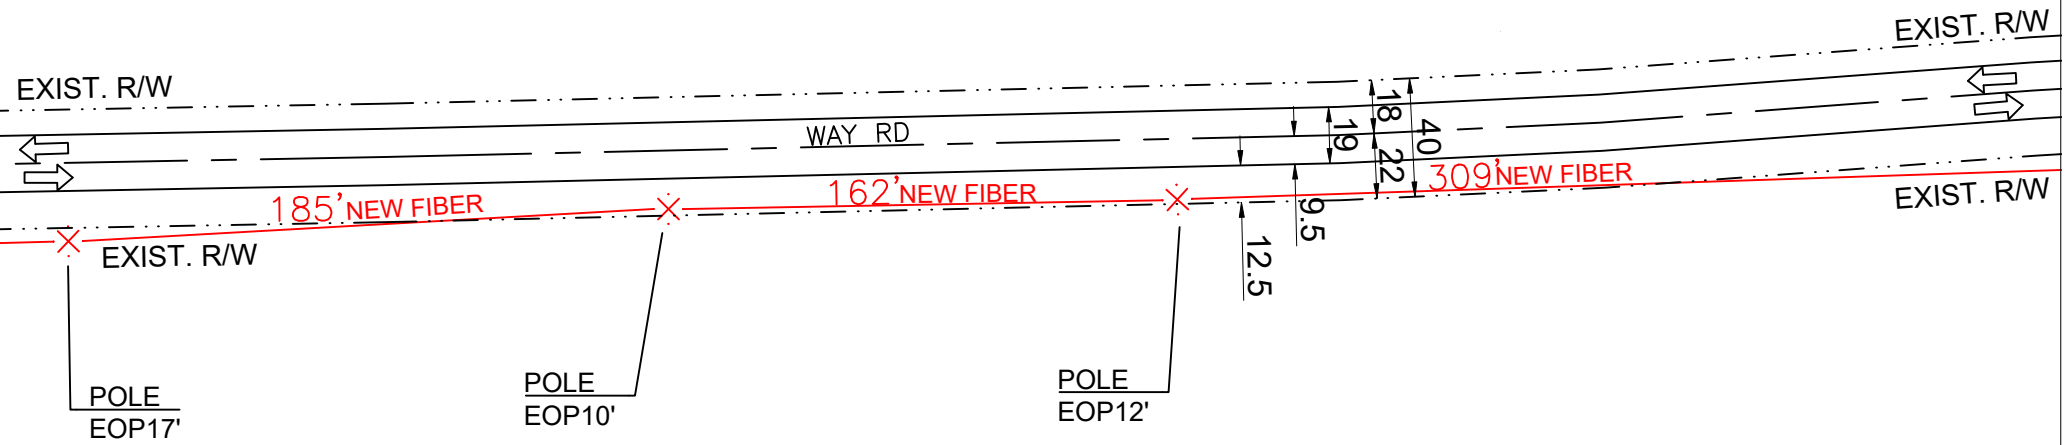 EXIST. R/W
EXIST. R/W
WAY RD
18
40
19
22
185' NEW FIBER
162' NEW FIBER
309' NEW FIBER
EXIST. R/W
EXIST. R/W
9.5
12.5
POLE
EOP17'
POLE
EOP10'
POLE
EOP12'